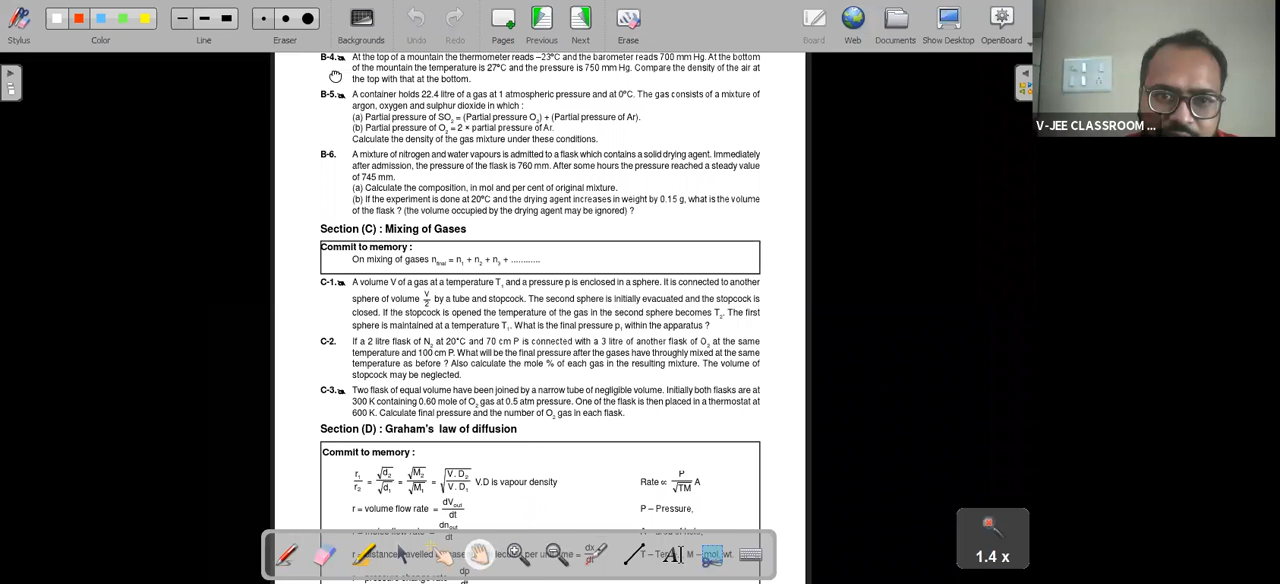 Stylus
Color
Line
Eraser
Backgrounds
Undo
Redo
Pages
Previous
Next
Erase
Board
Web
Documents
Show Desktop
OpenBoard
V-JEE CLASSROOM ...
B-4. At the top of a mountain the thermometer reads –23°C and the barometer reads 700 mm Hg. At the bottom
of the mountain the temperature is 27°C and the pressure is 750 mm Hg. Compare the density of the air at
the top with that at the bottom.
B-5. A container holds 22.4 litre of a gas at 1 atmospheric pressure and at 0°C. The gas consists of a mixture of
argon, oxygen and sulphur dioxide in which :
(a) Partial pressure of SO₂ = (Partial pressure O₂) + (Partial pressure of Ar).
(b) Partial pressure of O₂ = 2 × partial pressure of Ar.
Calculate the density of the gas mixture under these conditions.
B-6. A mixture of nitrogen and water vapours is admitted to a flask which contains a solid drying agent. Immediately
after admission, the pressure of the flask is 760 mm. After some hours the pressure reached a steady value
of 745 mm.
(a) Calculate the composition, in mol and per cent of original mixture.
(b) If the experiment is done at 20°C and the drying agent increases in weight by 0.15 g, what is the volume
of the flask ? (the volume occupied by the drying agent may be ignored) ?
Section (C) : Mixing of Gases
Commit to memory :
On mixing of gases n_final = n₁ + n₂ + n₃ + ............
C-1. A volume V of a gas at a temperature T₁ and a pressure p is enclosed in a sphere. It is connected to another
sphere of volume V/2 by a tube and stopcock. The second sphere is initially evacuated and the stopcock is
closed. If the stopcock is opened the temperature of the gas in the second sphere becomes T₂. The first
sphere is maintained at a temperature T₁. What is the final pressure p, within the apparatus ?
C-2. If a 2 litre flask of N₂ at 20°C and 70 cm P is connected with a 3 litre of another flask of O₂ at the same
temperature and 100 cm P. What will be the final pressure after the gases have throughly mixed at the same
temperature as before ? Also calculate the mole % of each gas in the resulting mixture. The volume of
stopcock may be neglected.
C-3. Two flask of equal volume have been joined by a narrow tube of negligible volume. Initially both flasks are at
300 K containing 0.60 mole of O₂ gas at 0.5 atm pressure. One of the flask is then placed in a thermostat at
600 K. Calculate final pressure and the number of O₂ gas in each flask.
Section (D) : Graham's law of diffusion
Commit to memory :
r₁/r₂ = √d₂/√d₁ = √M₂/√M₁ = √(V.D₂/V.D₁) V.D is vapour density Rate ∝ P/√TM A
r = volume flow rate = dV_out/dt P – Pressure,
dn_out/dt
= dx/dt T – M – mol. wt.
dp
1.4 x